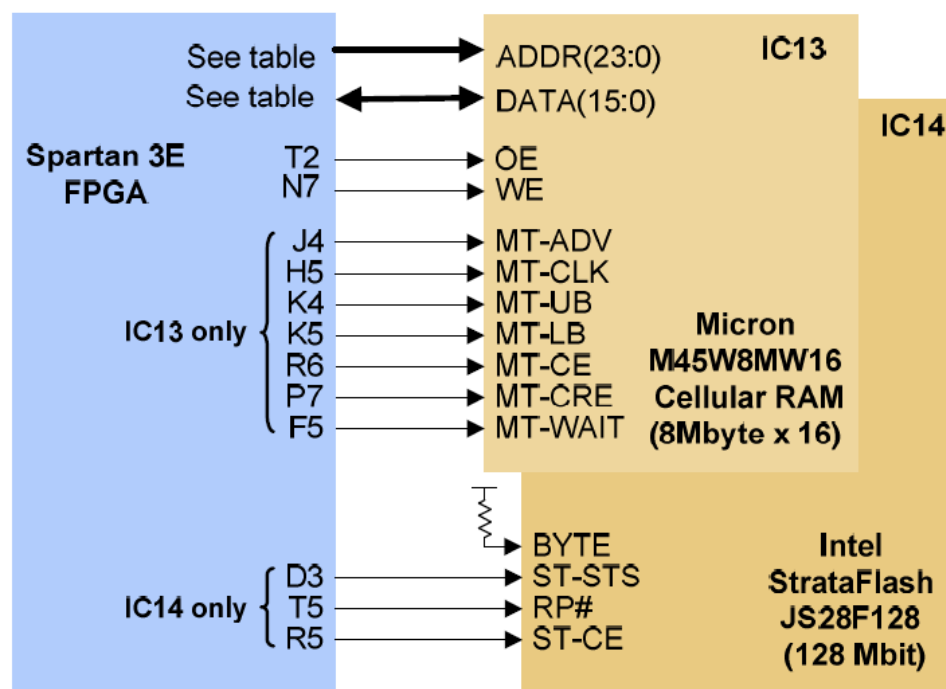 See table ADDR(23:0) IC13
See table DATA(15:0)
IC14
Spartan 3E
FPGA
T2 OE
N7 WE
J4 MT-ADV
H5 MT-CLK
K4 MT-UB
K5 MT-LB
R6 MT-CE
P7 MT-CRE
F5 MT-WAIT
IC13 only
Micron
M45W8MW16
Cellular RAM
(8Mbyte x 16)
BYTE
D3 ST-STS
T5 RP#
R5 ST-CE
IC14 only
Intel
StrataFlash
JS28F128
(128 Mbit)